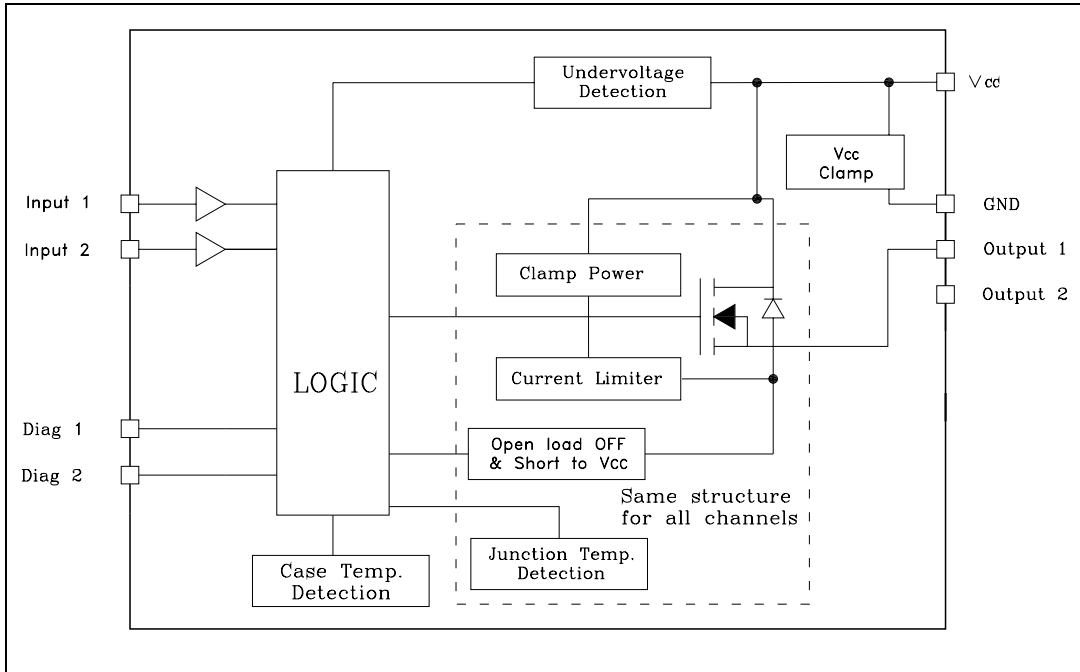 Undervoltage
Detection
Vcc
Vcc
Clamp
Input 1
GND
Input 2
Output 1
Clamp Power
Output 2
LOGIC
Current Limiter
Diag 1
Open load OFF
& Short to Vcc
Diag 2
Same structure
for all channels
Junction Temp.
Detection
Case Temp.
Detection